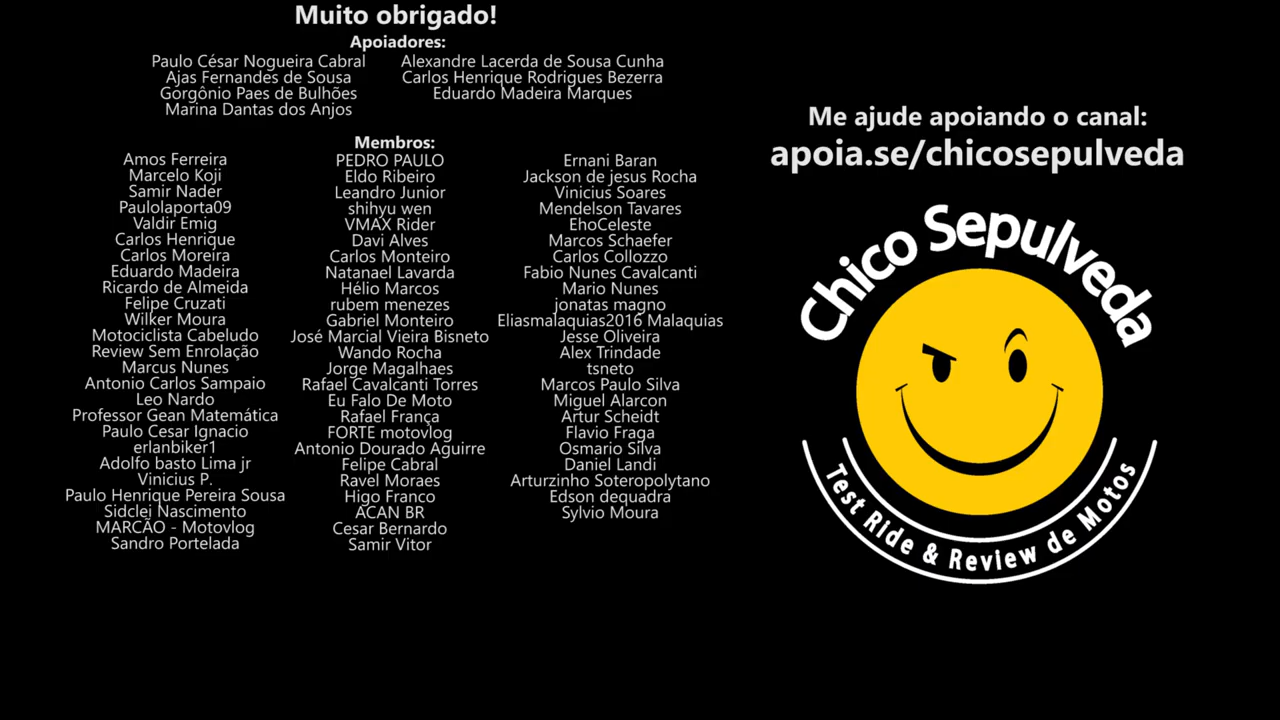 Muito obrigado!
Apoiadores:
Paulo César Nogueira Cabral
Ajas Fernandes de Sousa
Gorgônio Paes de Bulhões
Marina Dantas dos Anjos
Alexandre Lacerda de Sousa Cunha
Carlos Henrique Rodrigues Bezerra
Eduardo Madeira Marques
Membros:
Amos Ferreira
Marcelo Koji
Samir Nader
Paulolaporta09
Valdir Emig
Carlos Henrique
Carlos Moreira
Eduardo Madeira
Ricardo de Almeida
Felipe Cruzati
Wilker Moura
Motociclista Cabeludo
Review Sem Enrolação
Marcus Nunes
Antonio Carlos Sampaio
Leo Nardo
Professor Gean Matemática
Paulo Cesar Ignacio
erlanbiker1
Adolfo basto Lima jr
Vinicius P.
Paulo Henrique Pereira Sousa
Sidclei Nascimento
MARCÃO - Motovlog
Sandro Portelada
PEDRO PAULO
Eldo Ribeiro
Leandro Junior
shihyu wen
VMAX Rider
Davi Alves
Carlos Monteiro
Natanael Lavarda
Hélio Marcos
rubem menezes
Gabriel Monteiro
José Marcial Vieira Bisneto
Wando Rocha
Jorge Magalhaes
Rafael Cavalcanti Torres
Eu Falo De Moto
Rafael França
FORTE motovlog
Antonio Dourado Aguirre
Felipe Cabral
Ravel Moraes
Higo Franco
ACAN BR
Cesar Bernardo
Samir Vitor
Ernani Baran
Jackson de jesus Rocha
Vinicius Soares
Mendelson Tavares
EhoCeleste
Marcos Schaefer
Carlos Collozzo
Fabio Nunes Cavalcanti
Mario Nunes
jonatas magno
Eliasmalaquias2016 Malaquias
Jesse Oliveira
Alex Trindade
tsneto
Marcos Paulo Silva
Miguel Alarcon
Artur Scheidt
Flavio Fraga
Osmario Silva
Daniel Landi
Arturzinho Soteropolytano
Edson dequadra
Sylvio Moura
Me ajude apoiando o canal:
apoia.se/chicosepulveda
Chico Sepulveda
Test Ride & Review de Motos